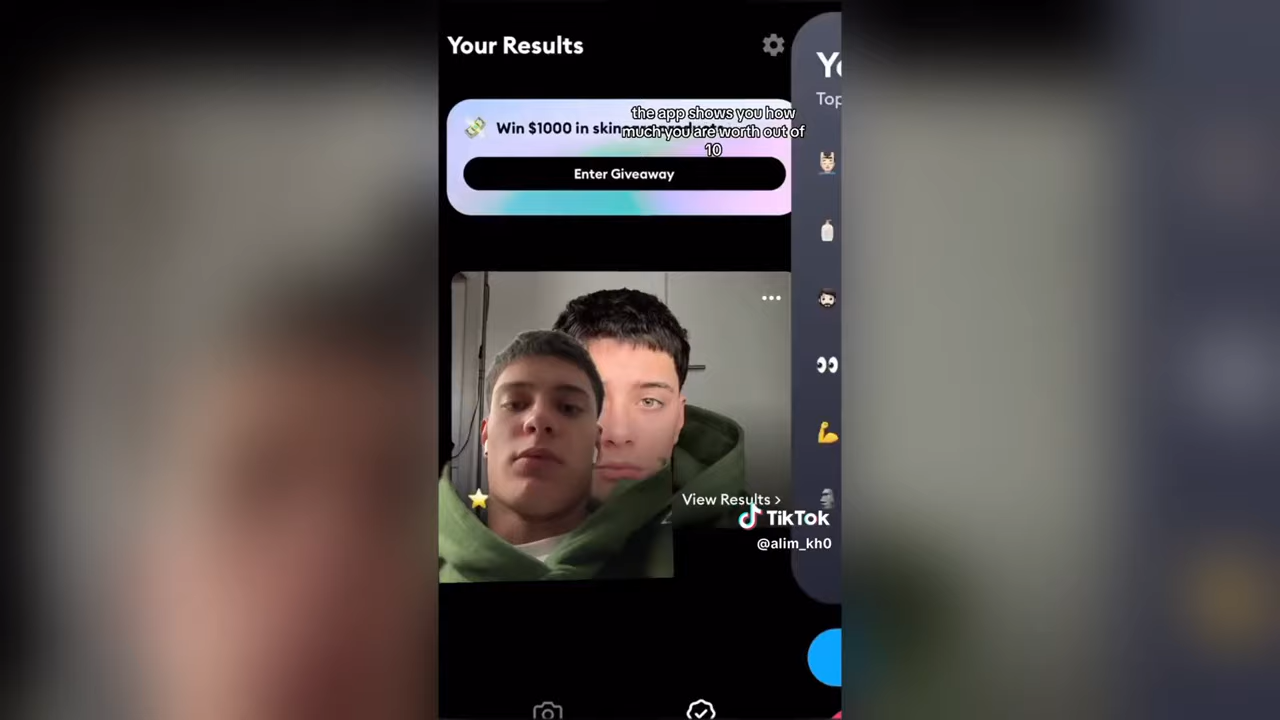 Your Results
Yo
Top
the app shows you how
Win $1000 in skin
much you are worth out of
10
Enter Giveaway
View Results >
TikTok
@alim_kh0